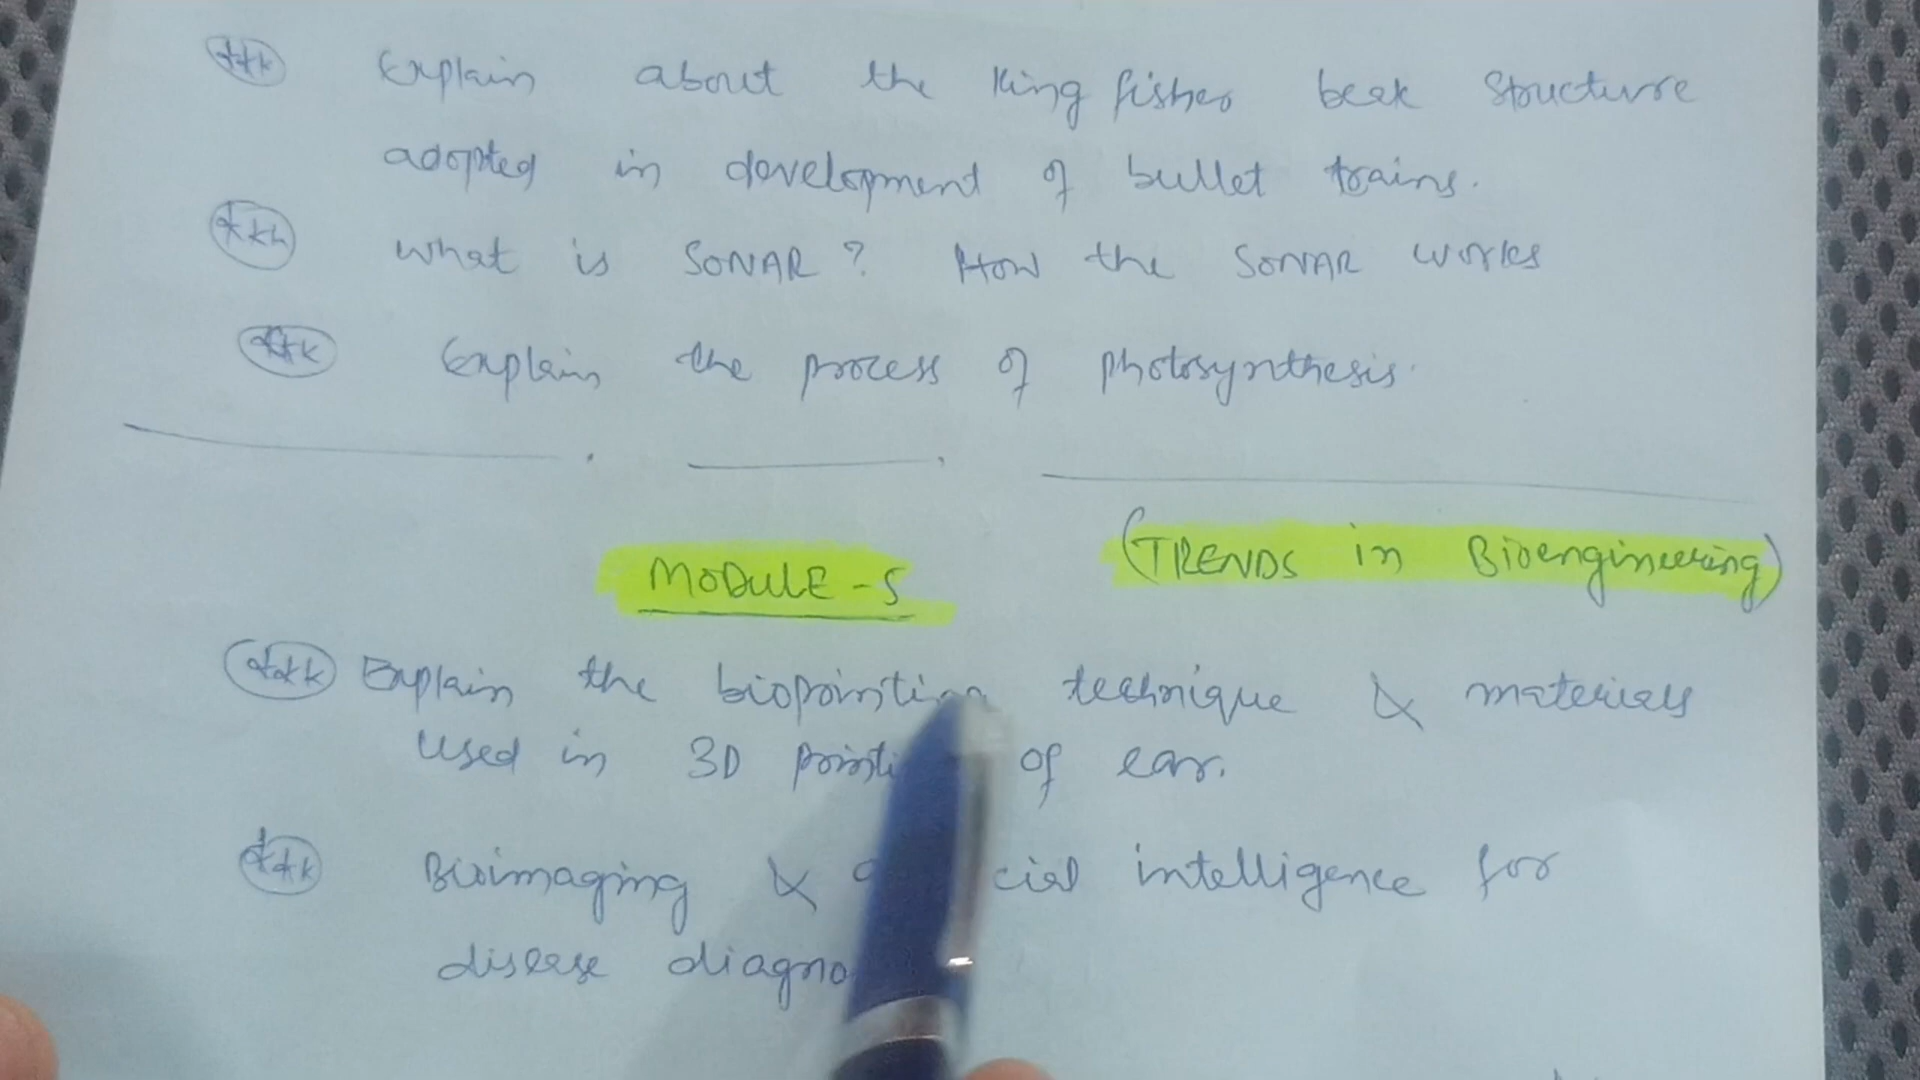 *** Explain about the king fisher beak structure
adopted in development of bullet trains.
*** What is SONAR? How the SONAR works
*** Explain the process of photosynthesis.
MODULE-5 (TRENDS in Bioengineering)
*** Explain the bioprinting technique & materials
used in 3D of ear.
*** Bioimaging & intelligence for
disease